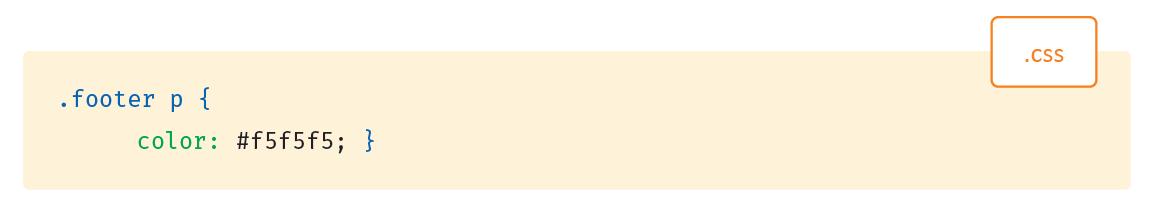 .css
.footer p {
color: #f5f5f5; }